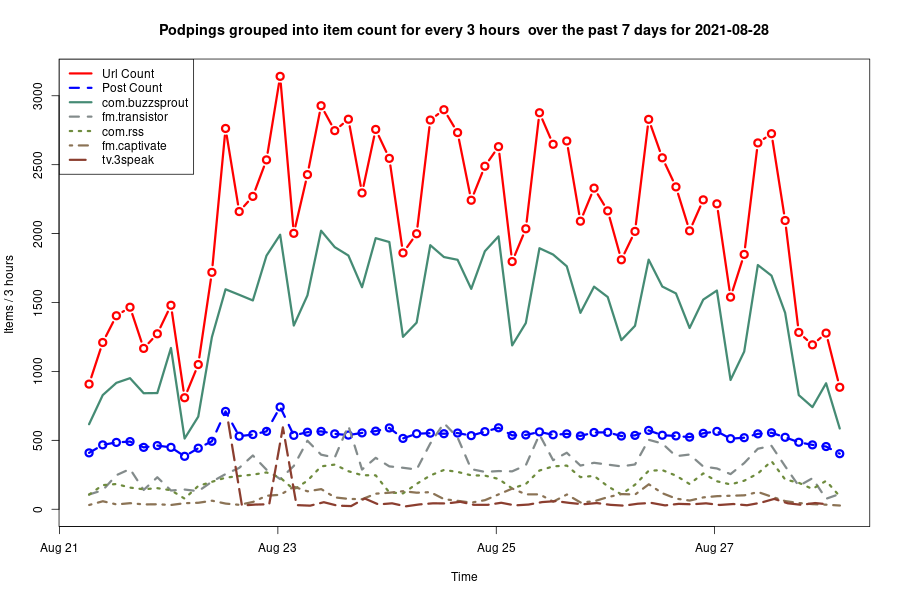 Podpings grouped into item count for every 3 hours  over the past 7 days for 2021-08-28
Url Count
Post Count
com.buzzsprout
fm.transistor
com.rss
fm.captivate
tv.3speak
Items / 3 hours
3000
2500
2000
1500
1000
500
0
Aug 21
Aug 23
Aug 25
Aug 27
Time